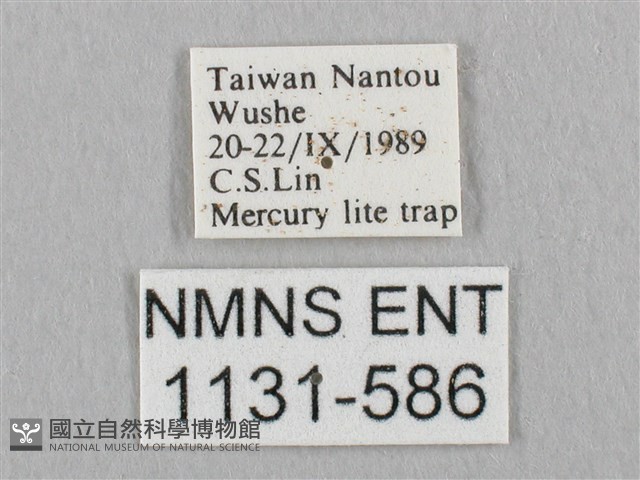 Taiwan Nantou
Wushe
20-22/IX/1989
C.S.Lin
Mercury lite trap
NMNS ENT
1131-586
國立自然科學博物館
NATIONAL MUSEUM OF NATURAL SCIENCE